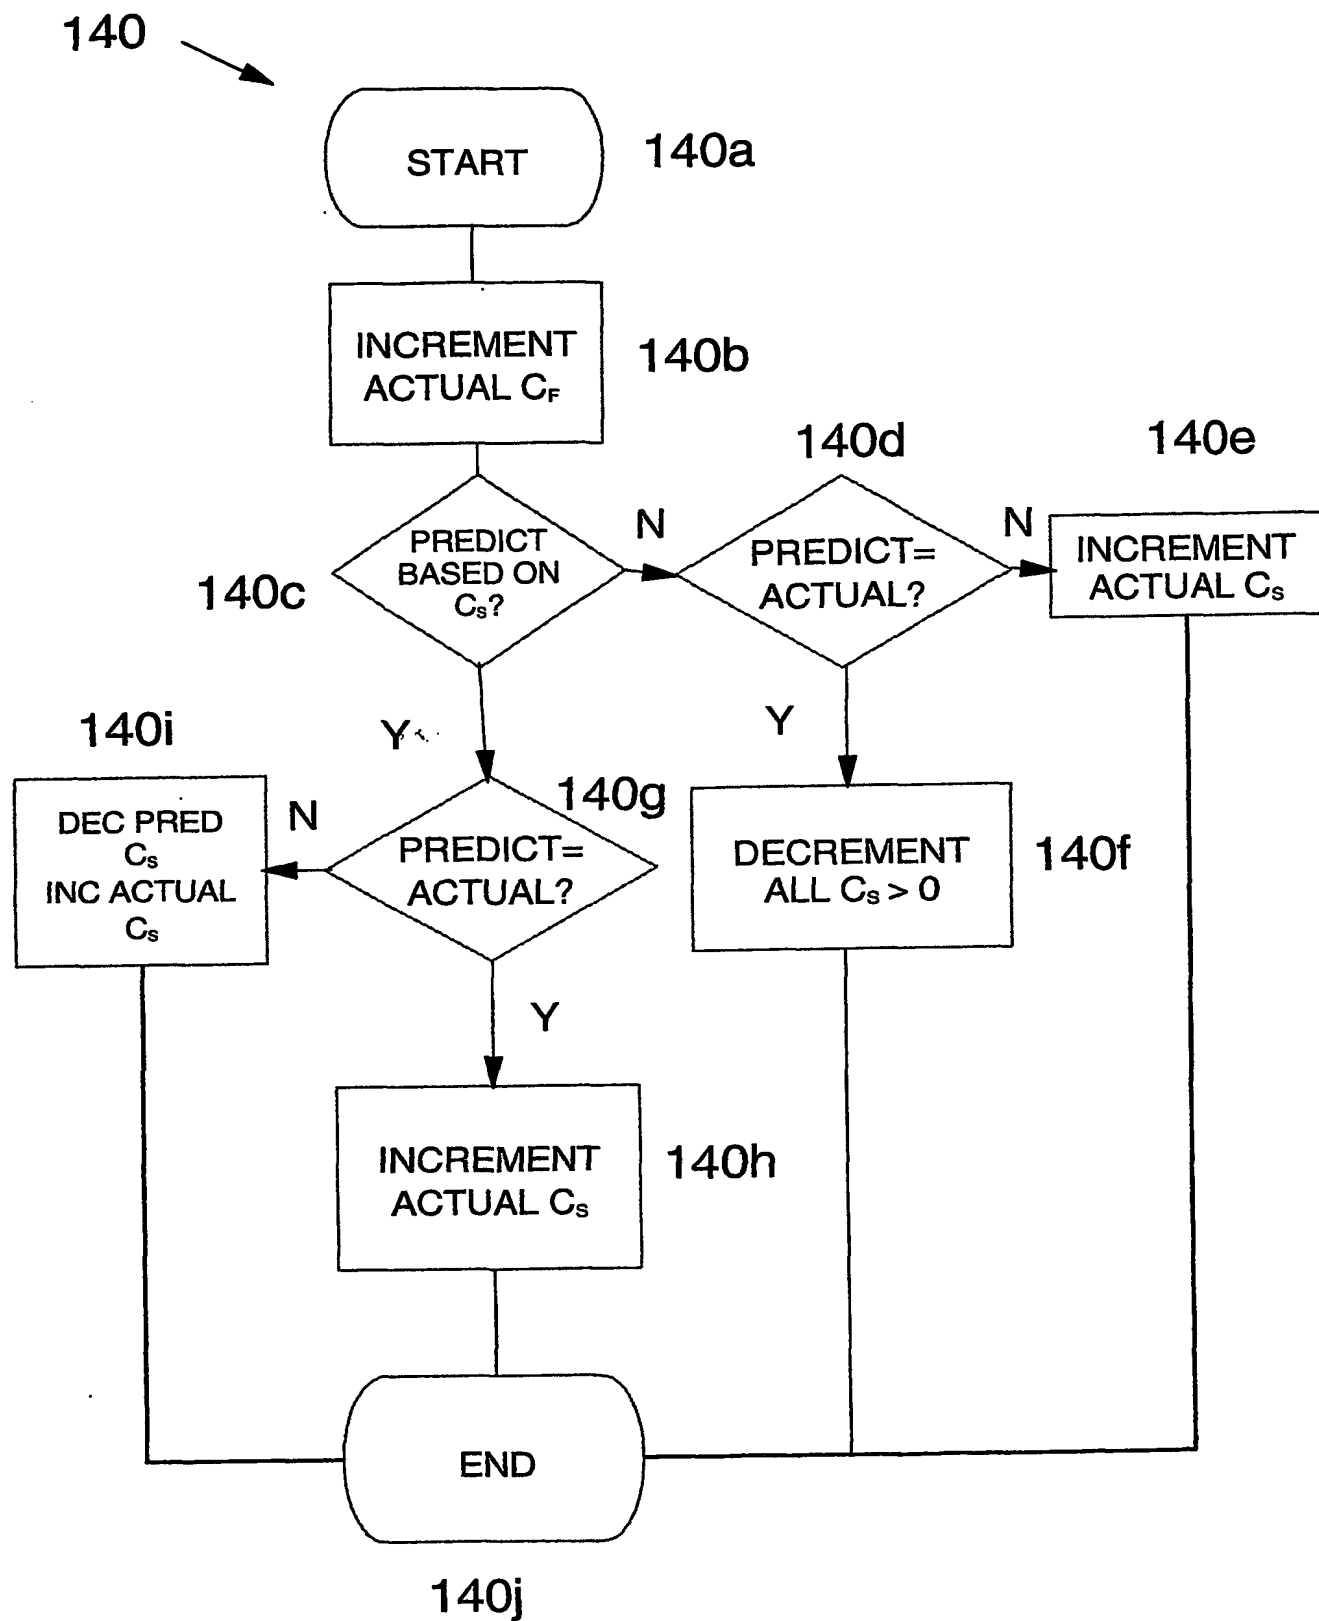 140
START
140a
INCREMENT
ACTUAL CF
140b
140d
140e
PREDICT
BASED ON
Cs?
140c
N
PREDICT=
ACTUAL?
N
INCREMENT
ACTUAL Cs
Y
Y
140i
140g
DEC PRED
Cs
INC ACTUAL
Cs
N
PREDICT=
ACTUAL?
DECREMENT
ALL Cs > 0
140f
Y
INCREMENT
ACTUAL Cs
140h
END
140j